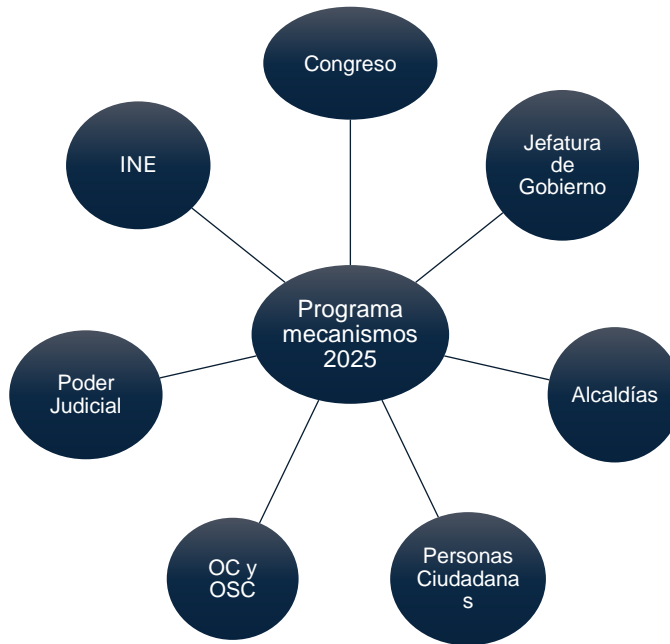 Congreso
INE
Jefatura
de
Gobierno
Programa
mecanismos
2025
Poder
Judicial
Alcaldías
OC y
OSC
Personas
Ciudadana
s